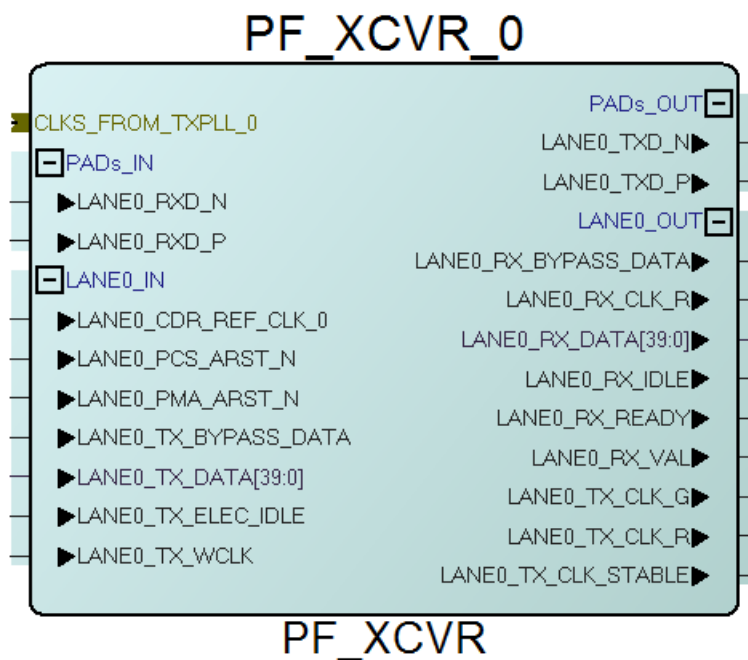 PF_XCVR_0
CLKS_FROM_TXPLL_0
PADs_IN
LANE0_RXD_N
LANE0_RXD_P
LANE0_IN
LANE0_CDR_REF_CLK_0
LANE0_PCS_ARST_N
LANE0_PMA_ARST_N
LANE0_TX_BYPASS_DATA
LANE0_TX_DATA[39:0]
LANE0_TX_ELEC_IDLE
LANE0_TX_WCLK
PADs_OUT
LANE0_TXD_N
LANE0_TXD_P
LANE0_OUT
LANE0_RX_BYPASS_DATA
LANE0_RX_CLK_R
LANE0_RX_DATA[39:0]
LANE0_RX_IDLE
LANE0_RX_READY
LANE0_RX_VAL
LANE0_TX_CLK_G
LANE0_TX_CLK_R
LANE0_TX_CLK_STABLE
PF_XCVR